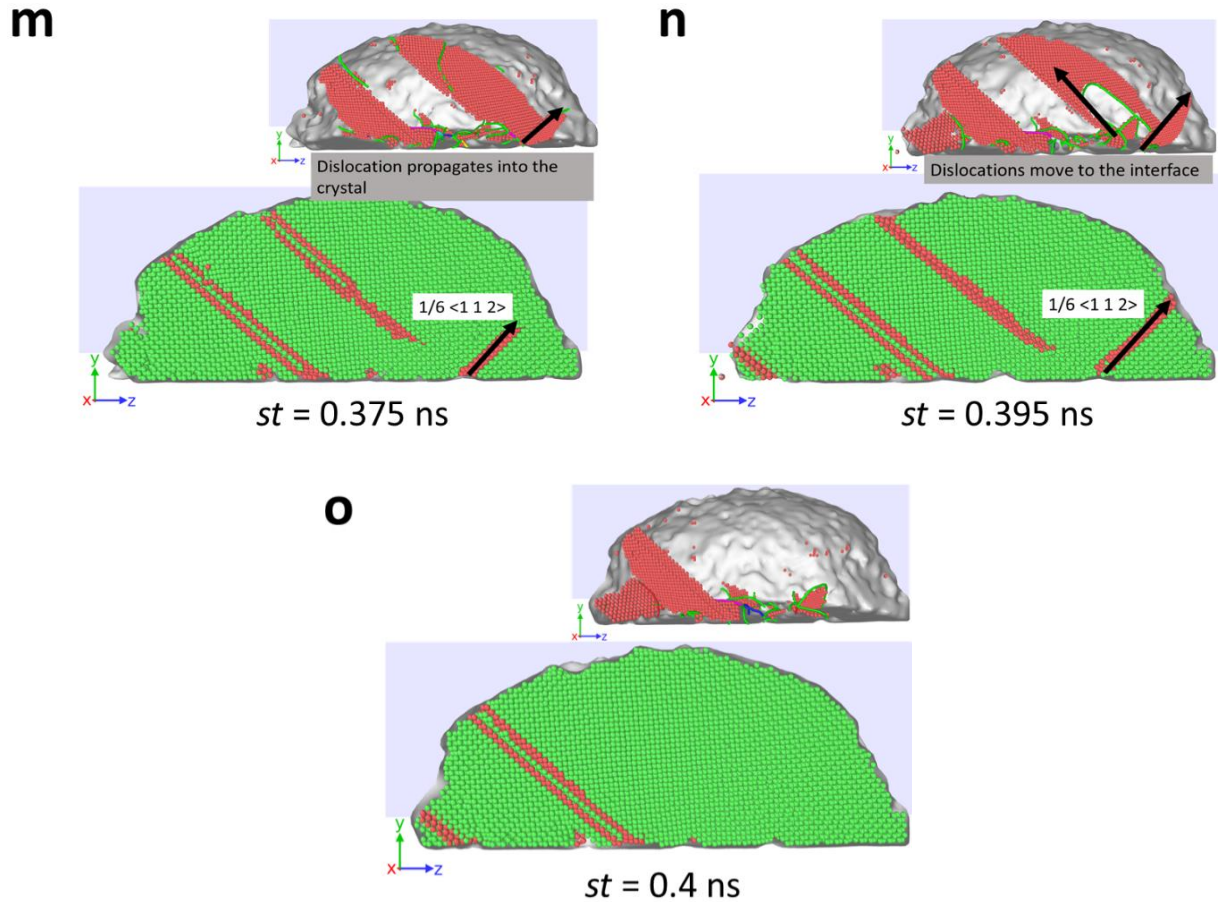 m
n
y
x z
y
x z
Dislocation propagates into the
crystal
Dislocations move to the interface
1/6 <1 1 2>
1/6 <1 1 2>
y
x z
y
x z
st = 0.375 ns
st = 0.395 ns
o
y
x z
y
x z
st = 0.4 ns